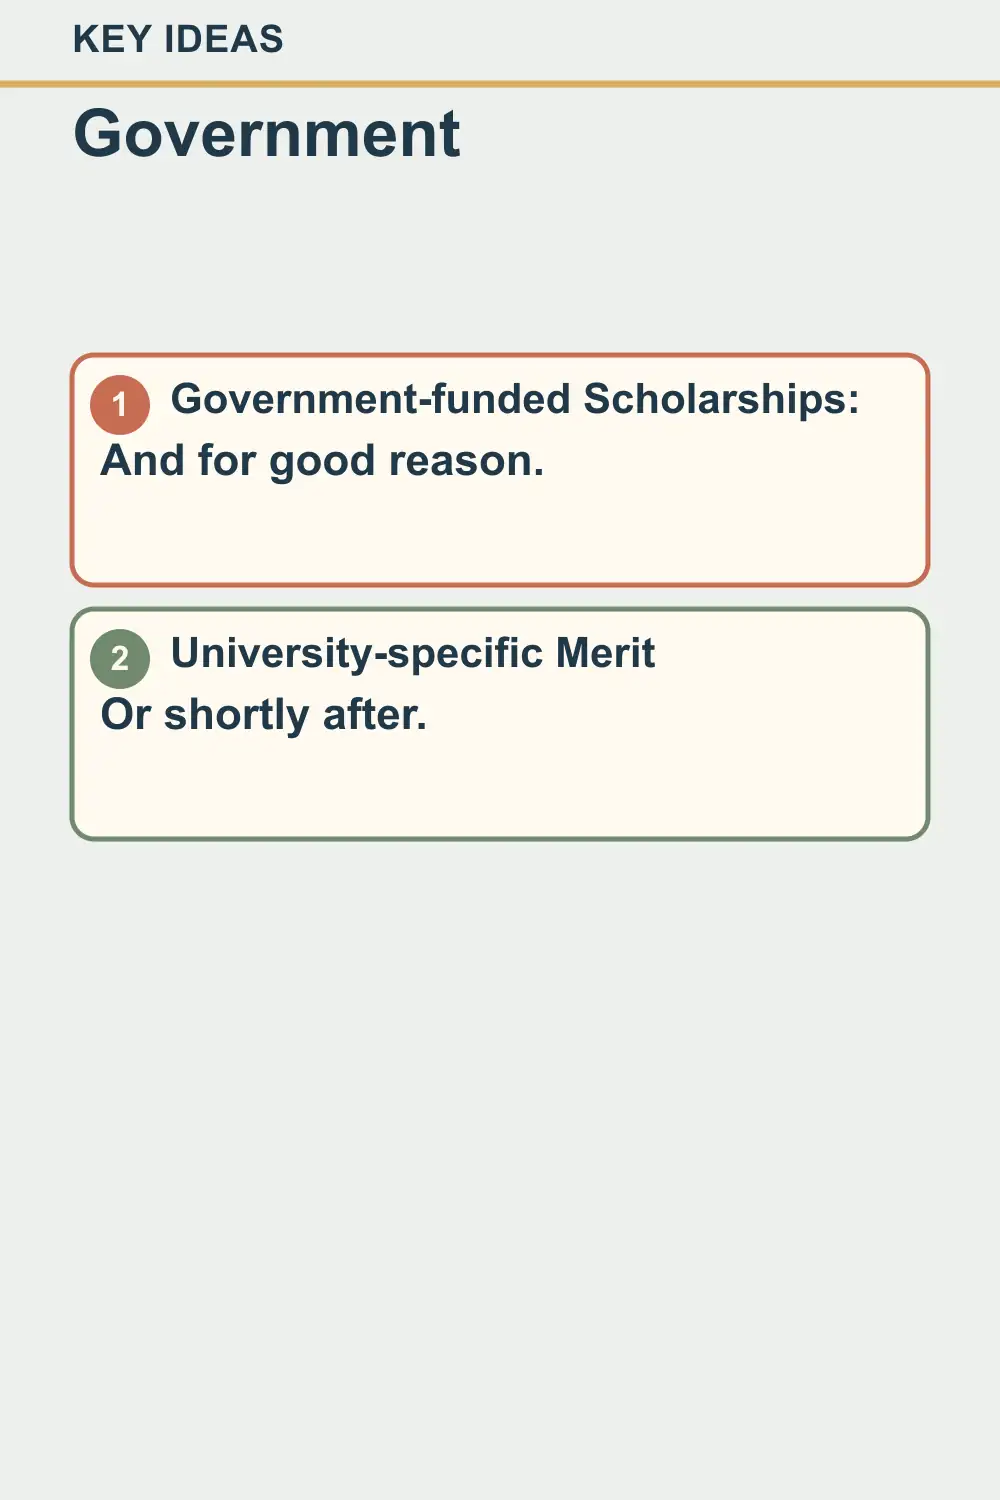 KEY IDEAS
Government
1 Government-funded Scholarships:
And for good reason.
2 University-specific Merit
Or shortly after.